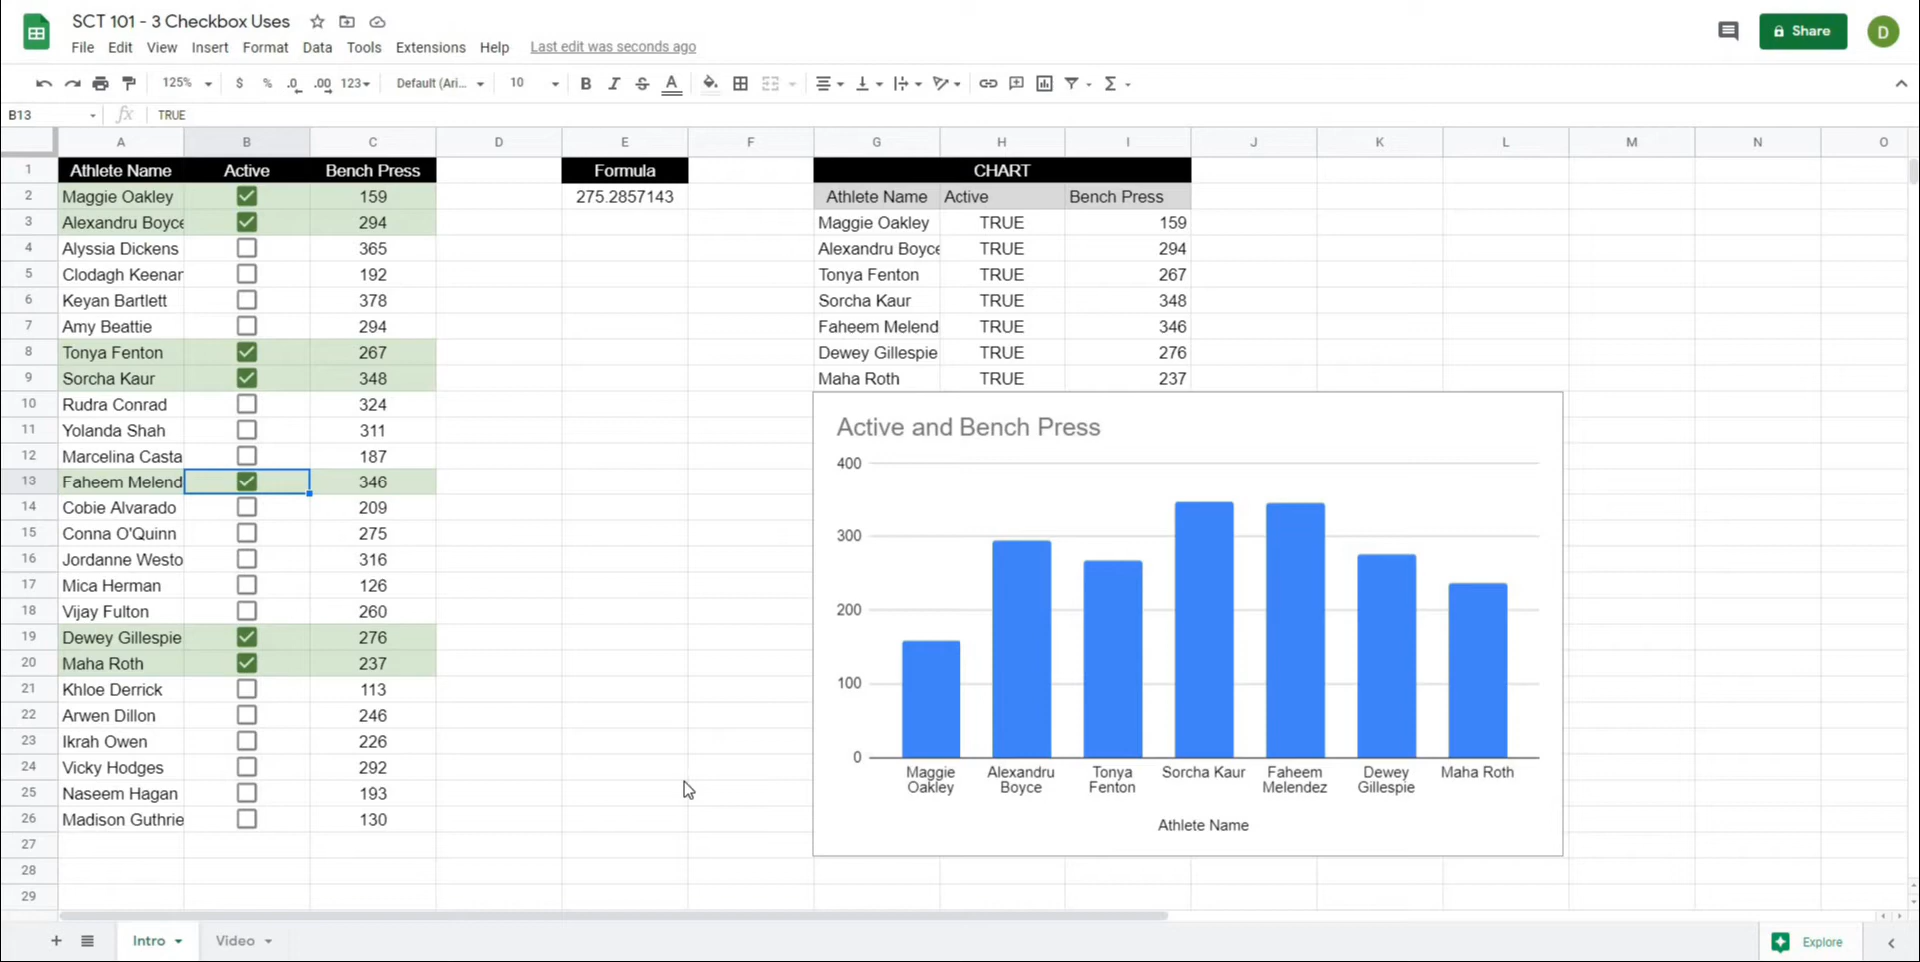 SCT 101 - 3 Checkbox Uses
File Edit View Insert Format Data Tools Extensions Help Last edit was seconds ago
Share
D
125% $ % .0 .00 123 Default (Ari... 10 B I S A
B13 fx TRUE
A B C D E F G H I J K L M N O
1 Athlete Name Active Bench Press Formula CHART
2 Maggie Oakley 159 275.2857143 Athlete Name Active Bench Press
3 Alexandru Boyce 294 Maggie Oakley TRUE 159
4 Alyssia Dickens 365 Alexandru Boyce TRUE 294
5 Clodagh Keenan 192 Tonya Fenton TRUE 267
6 Keyan Bartlett 378 Sorcha Kaur TRUE 348
7 Amy Beattie 294 Faheem Melend TRUE 346
8 Tonya Fenton 267 Dewey Gillespie TRUE 276
9 Sorcha Kaur 348 Maha Roth TRUE 237
10 Rudra Conrad 324
11 Yolanda Shah 311
12 Marcelina Casta 187
13 Faheem Melend 346
14 Cobie Alvarado 209
15 Conna O'Quinn 275
16 Jordanne Westo 316
17 Mica Herman 126
18 Vijay Fulton 260
19 Dewey Gillespie 276
20 Maha Roth 237
21 Khloe Derrick 113
22 Arwen Dillon 246
23 Ikrah Owen 226
24 Vicky Hodges 292
25 Naseem Hagan 193
26 Madison Guthrie 130
27
28
29
Active and Bench Press
400
300
200
100
0
Maggie Oakley
Alexandru Boyce
Tonya Fenton
Sorcha Kaur
Faheem Melendez
Dewey Gillespie
Maha Roth
Athlete Name
Intro Video Explore